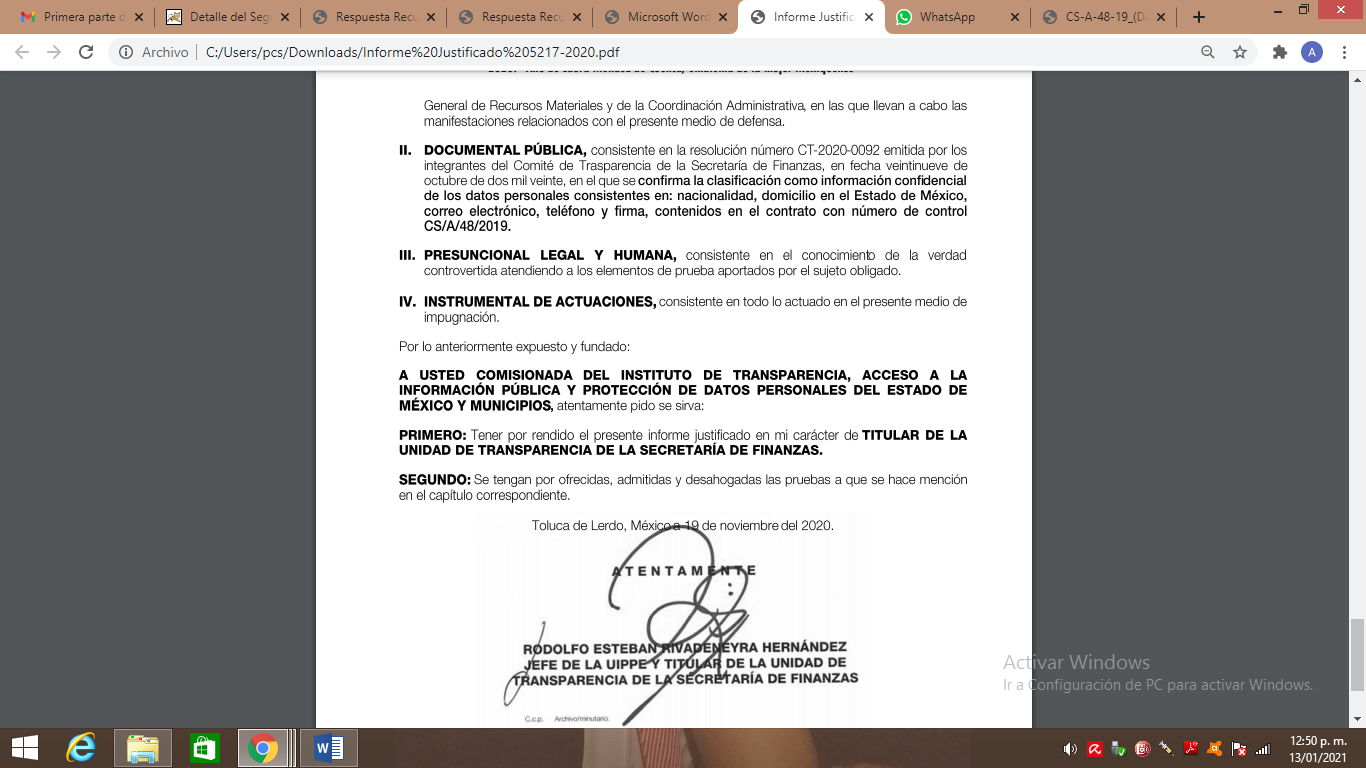 Primera parte d
Detalle del Seg
Respuesta Recu
Respuesta Recu
Microsoft Word
Informe Justific
WhatsApp
CS-A-48-19_(D
Archivo
C:/Users/pcs/Downloads/Informe%20Justificado%205217-2020.pdf
A
General de Recursos Materiales y de la Coordinación Administrativa, en las que llevan a cabo las
manifestaciones relacionados con el presente medio de defensa.
II. DOCUMENTAL PÚBLICA, consistente en la resolución número CT-2020-0092 emitida por los
integrantes del Comité de Trasparencia de la Secretaría de Finanzas, en fecha veintinueve de
octubre de dos mil veinte, en el que se confirma la clasificación como información confidencial
de los datos personales consistentes en: nacionalidad, domicilio en el Estado de México,
correo electrónico, teléfono y firma, contenidos en el contrato con número de control
CS/A/48/2019.
III. PRESUNCIONAL LEGAL Y HUMANA, consistente en el conocimiento de la verdad
controvertida atendiendo a los elementos de prueba aportados por el sujeto obligado.
IV. INSTRUMENTAL DE ACTUACIONES, consistente en todo lo actuado en el presente medio de
impugnación.
Por lo anteriormente expuesto y fundado:
A USTED COMISIONADA DEL INSTITUTO DE TRANSPARENCIA, ACCESO A LA
INFORMACIÓN PÚBLICA Y PROTECCIÓN DE DATOS PERSONALES DEL ESTADO DE
MÉXICO Y MUNICIPIOS, atentamente pido se sirva:
PRIMERO: Tener por rendido el presente informe justificado en mi carácter de TITULAR DE LA
UNIDAD DE TRANSPARENCIA DE LA SECRETARÍA DE FINANZAS.
SEGUNDO: Se tengan por ofrecidas, admitidas y desahogadas las pruebas a que se hace mención
en el capítulo correspondiente.
Toluca de Lerdo, México a 19 de noviembre del 2020.
ATENTAMENTE
RODOLFO ESTEBAN RIVADENEYRA HERNÁNDEZ
JEFE DE LA UIPPE Y TITULAR DE LA UNIDAD DE
TRANSPARENCIA DE LA SECRETARÍA DE FINANZAS
C.c.p. Archivo/minutario.
Activar Windows
Ir a Configuración de PC para activar Windows.
12:50 p. m.
13/01/2021